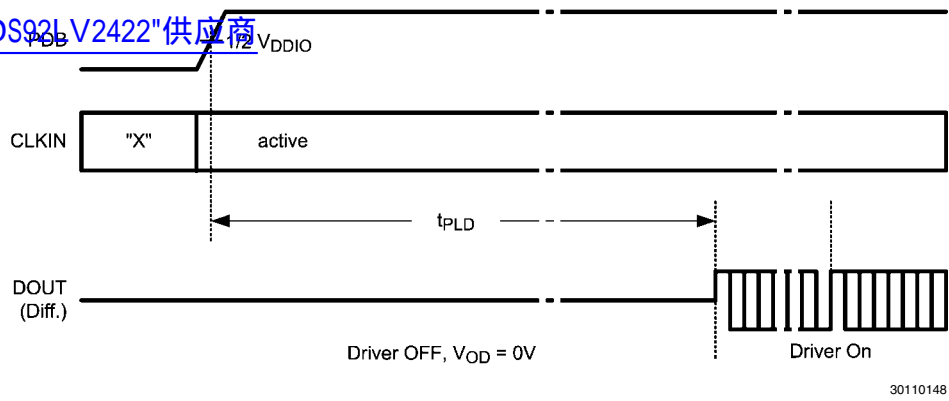 DS92LV2422"供应商
PDB
1/2 VDDIO
CLKIN "X" active
tPLD
DOUT
(Diff.)
Driver OFF, VOD = 0V Driver On
30110148